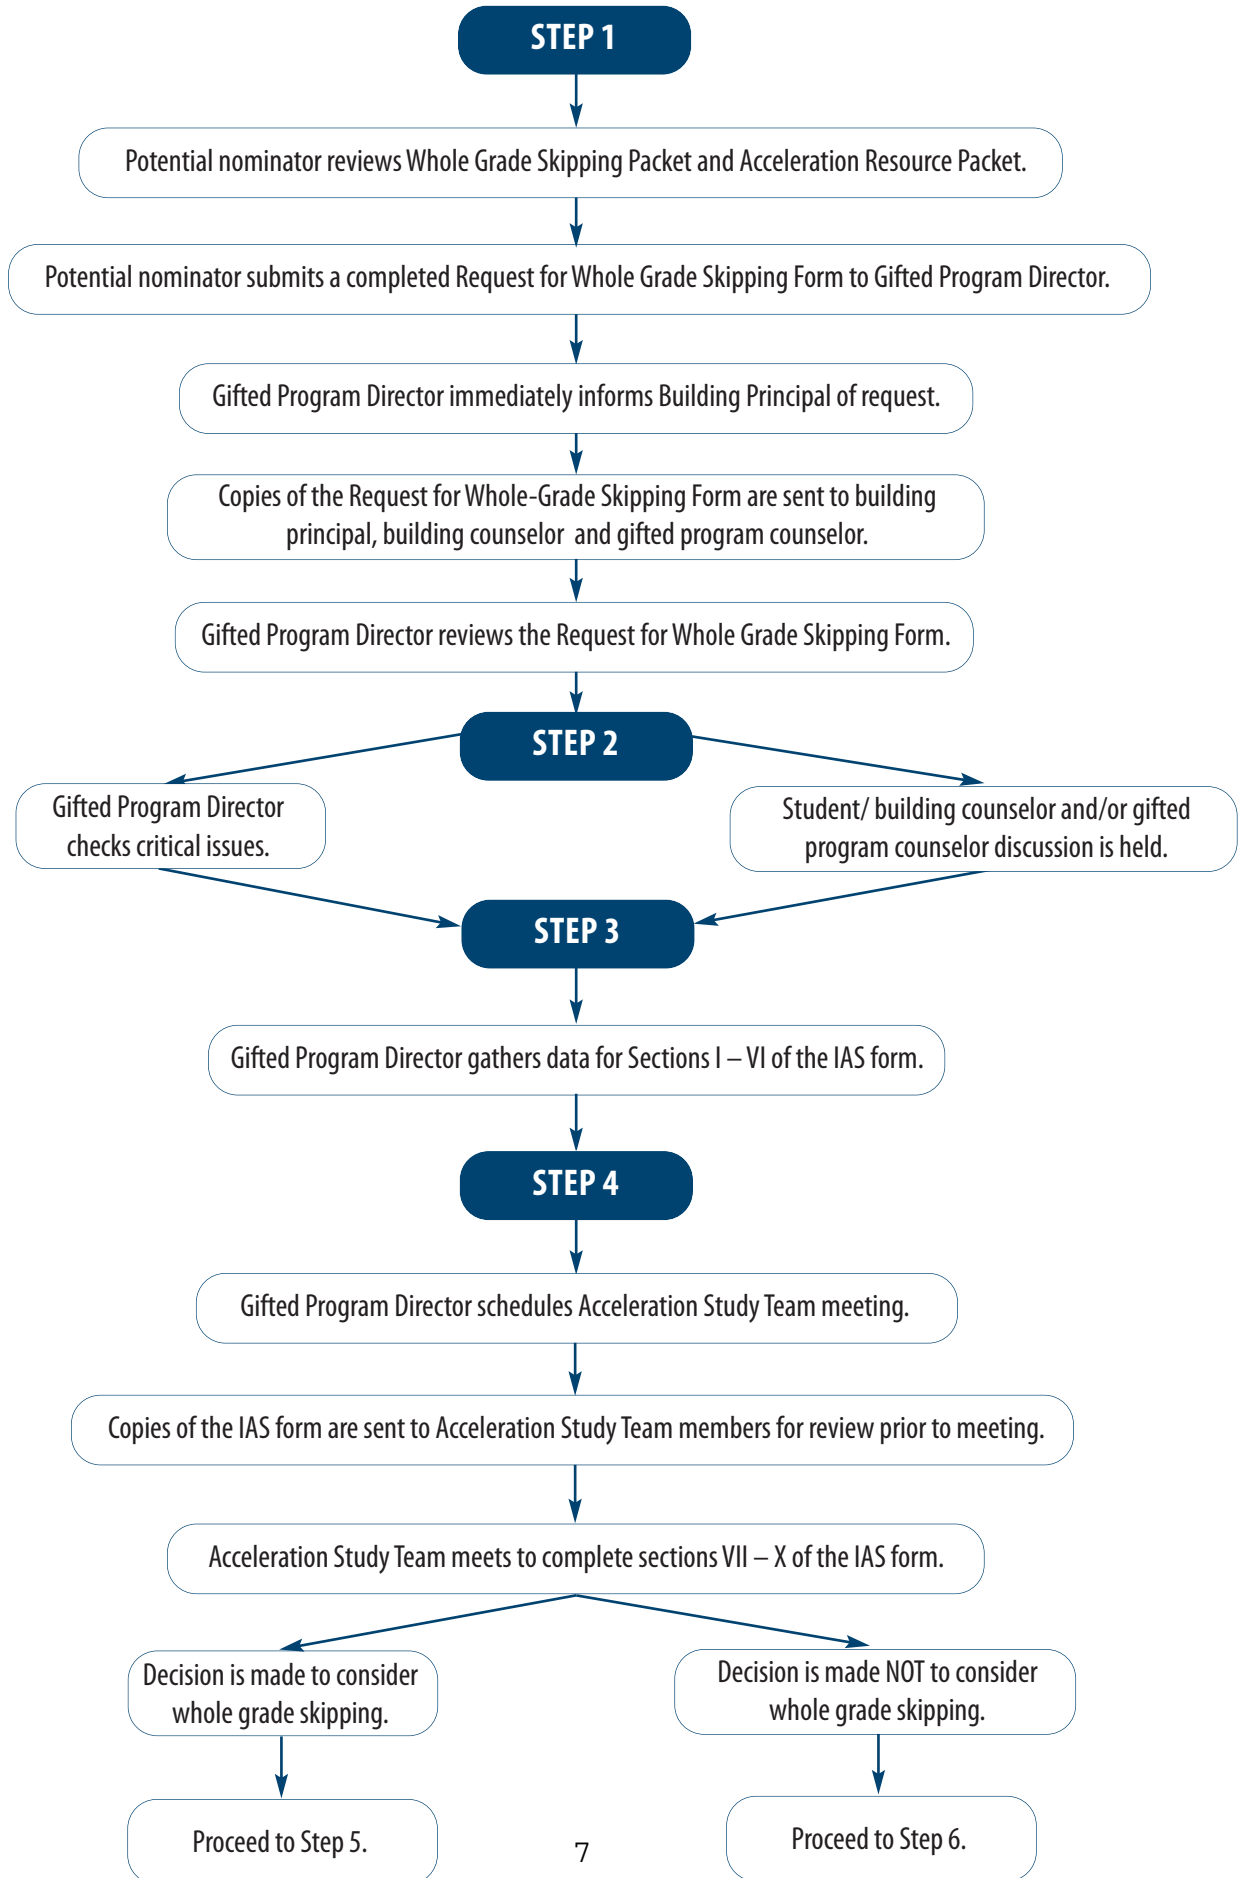 STEP 1
Potential nominator reviews Whole Grade Skipping Packet and Acceleration Resource Packet.
Potential nominator submits a completed Request for Whole Grade Skipping Form to Gifted Program Director.
Gifted Program Director immediately informs Building Principal of request.
Copies of the Request for Whole-Grade Skipping Form are sent to building
principal, building counselor and gifted program counselor.
Gifted Program Director reviews the Request for Whole Grade Skipping Form.
STEP 2
Gifted Program Director
checks critical issues.
Student/ building counselor and/or gifted
program counselor discussion is held.
STEP 3
Gifted Program Director gathers data for Sections I – VI of the IAS form.
STEP 4
Gifted Program Director schedules Acceleration Study Team meeting.
Copies of the IAS form are sent to Acceleration Study Team members for review prior to meeting.
Acceleration Study Team meets to complete sections VII – X of the IAS form.
Decision is made to consider
whole grade skipping.
Decision is made NOT to consider
whole grade skipping.
Proceed to Step 5.
Proceed to Step 6.
7